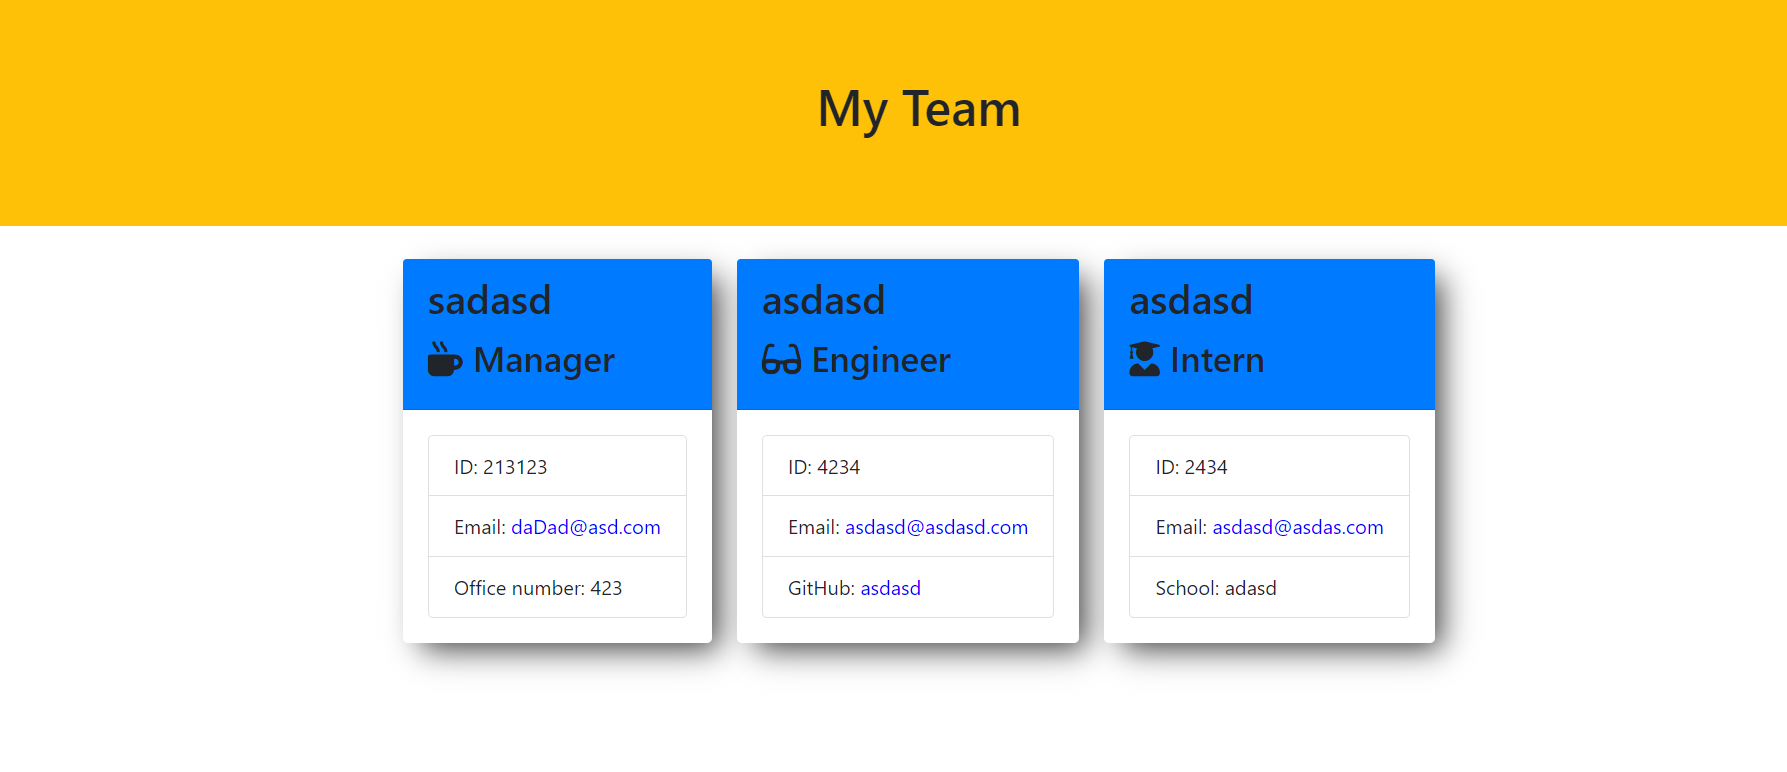 My Team
sadasd
Manager
ID: 213123
Email: daDad@asd.com
Office number: 423
asdasd
Engineer
ID: 4234
Email: asdasd@asdasd.com
GitHub: asdasd
asdasd
Intern
ID: 2434
Email: asdasd@asdas.com
School: adasd